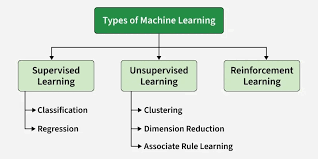 Types of Machine Learning
Supervised
Learning
Unsupervised
Learning
Reinforcement
Learning
Classification
Regression
Clustering
Dimension Reduction
Associate Rule Learning